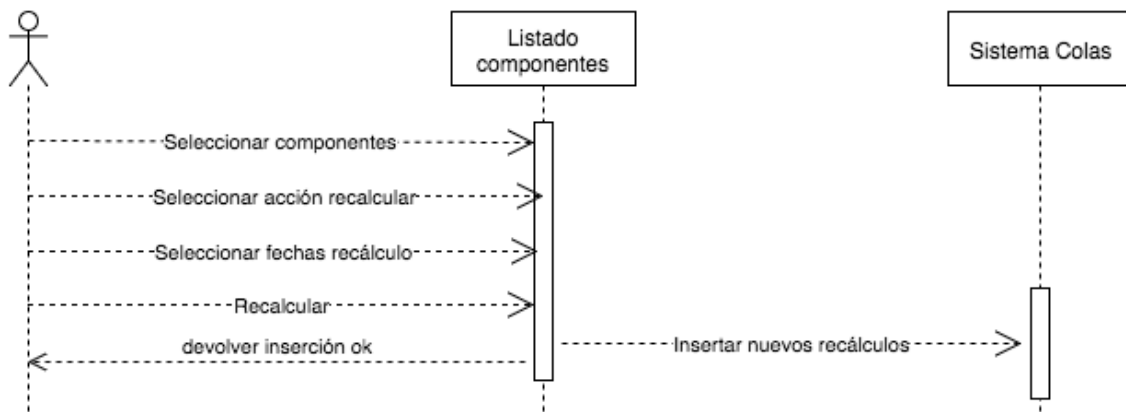 Listado
componentes
Sistema Colas
Seleccionar componentes
Seleccionar acción recalcular
Seleccionar fechas recálculo
Recalcular
devolver inserción ok
Insertar nuevos recálculos